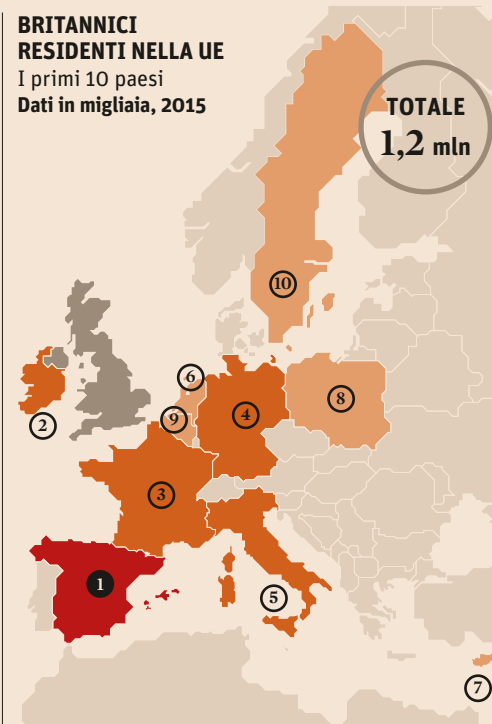 BRITANNICI
RESIDENTI NELLA UE
I primi 10 paesi
Dati in migliaia, 2015
TOTALE
1,2 mln
10
6
8
9
4
2
3
1
5
7